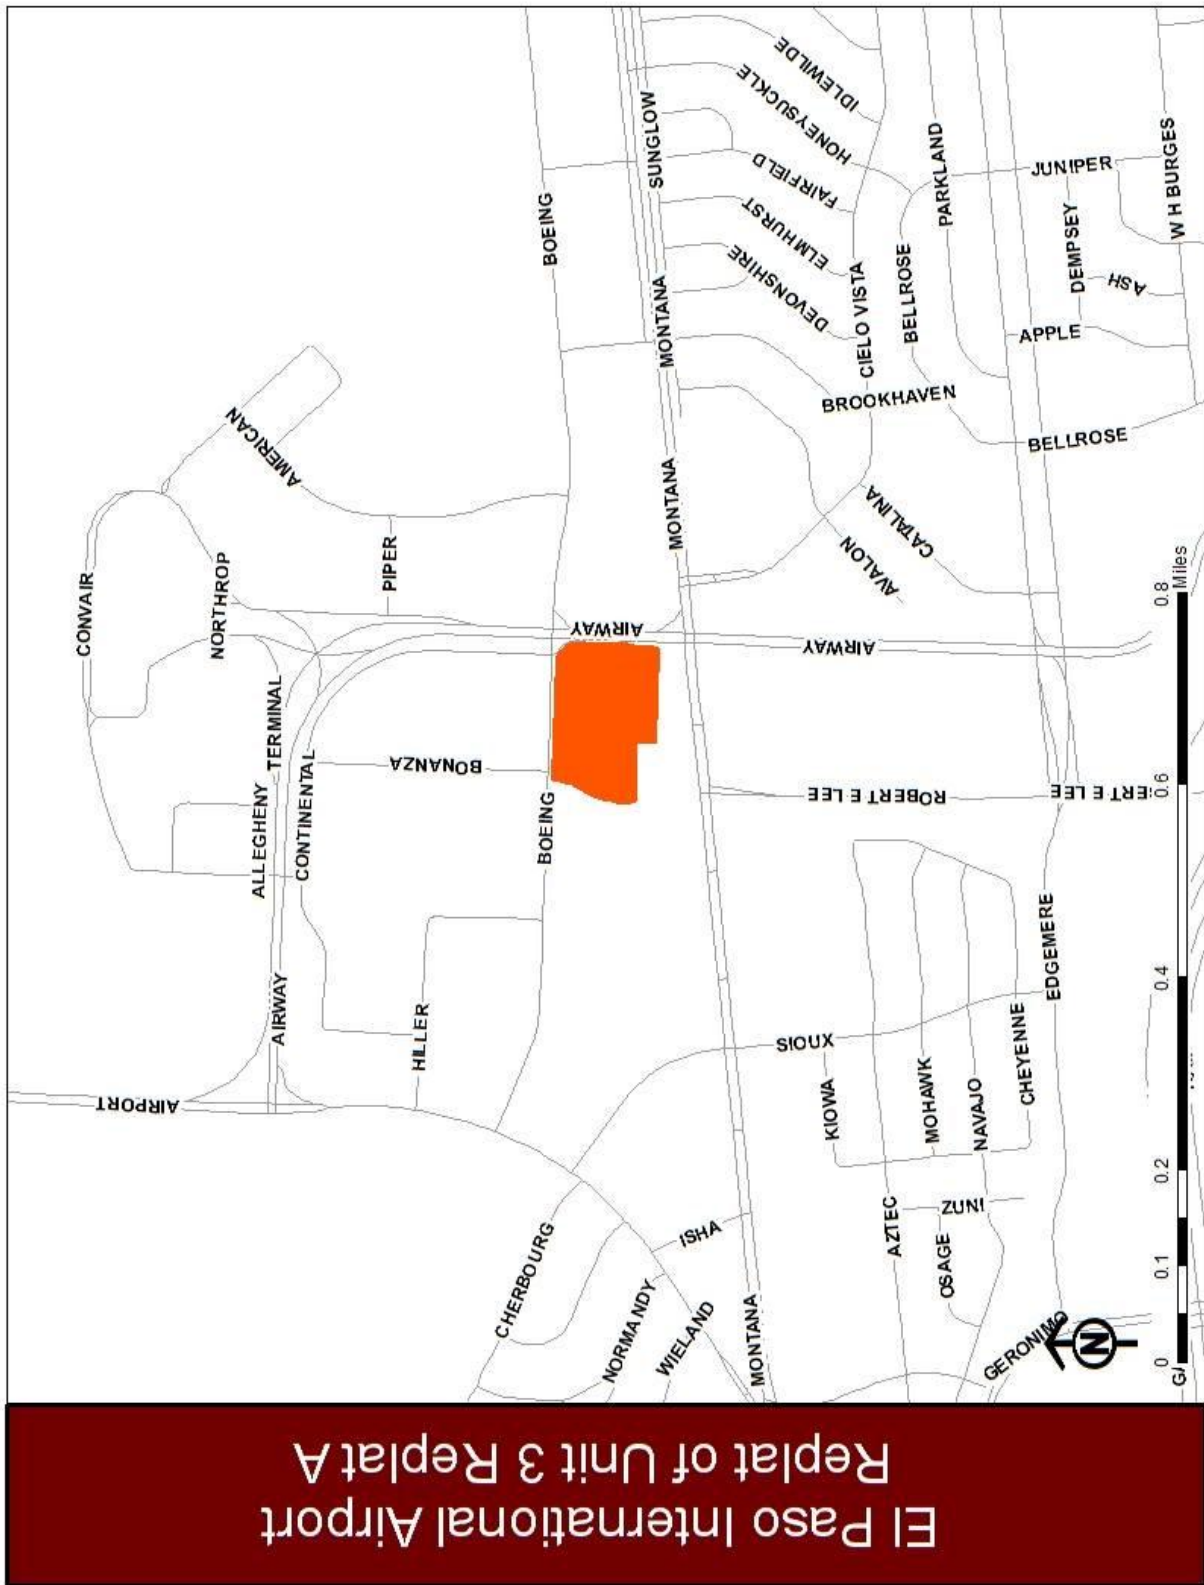 El Paso International Airport
Replat of Unit 3 Replat A
CONVAIR
NORTHROP
AMERICAN
PIPER
ALLEGHENY
TERMINAL
CONTINENTAL
AIRWAY
AIRPORT
BONANZA
HILLER
BOEING
BOEING
SUNGLOW
MONTANA
MONTANA
MONTANA
AIRWAY
AIRWAY
IDLEWILDE
HONEYSUCKLE
FAIRFIELD
ELMHURST
DEVONSHIRE
CIELO VISTA
BELLROSE
PARKLAND
JUNIPER
DEMPSEY
ASH
W H BURGES
APPLE
BROOKHAVEN
BELLROSE
CATALINA
AVALON
ROBERT E LEE
ERT E LEE
EDGEMERE
SIOUX
KIOWA
MOHAWK
NAVAJO
CHEYENNE
AZTEC
ZUNI
OSAGE
GERONIMO
CHERBOURG
ISHA
NORMANDY
WIELAND
N
0 0.1 0.2 0.4 0.6 0.8
Miles